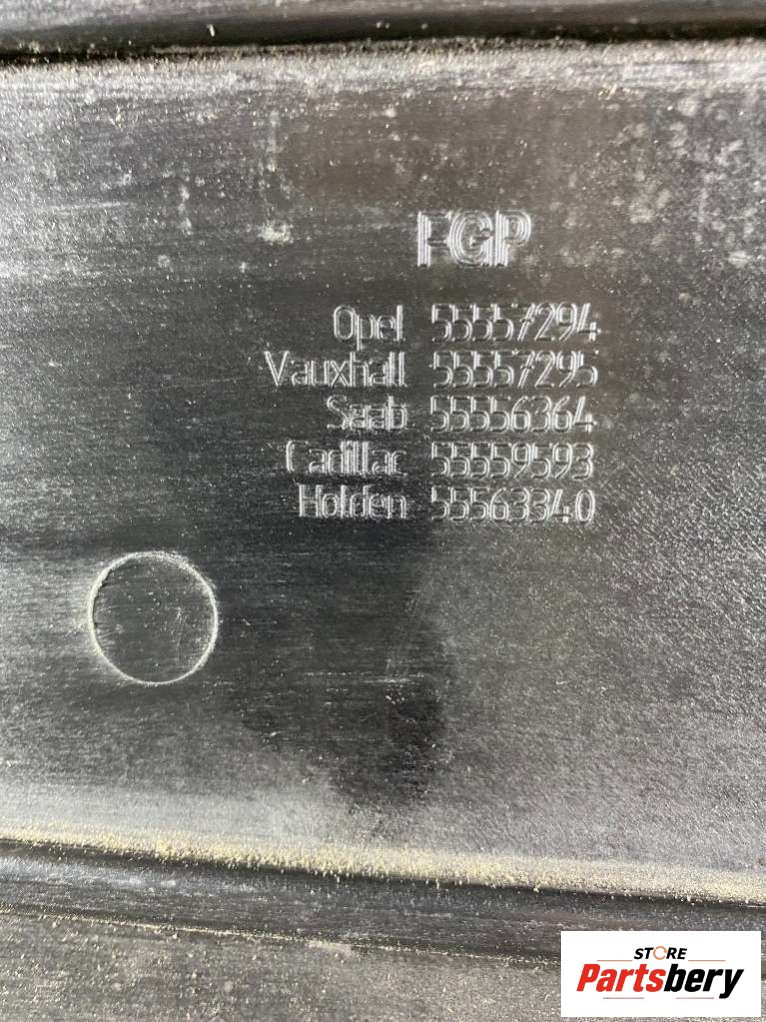 FGP
Opel 55557294
Vauxhall 55557295
Saab 55556364
Cadillac 55559593
Holden 55563340
STORE
Partsbery